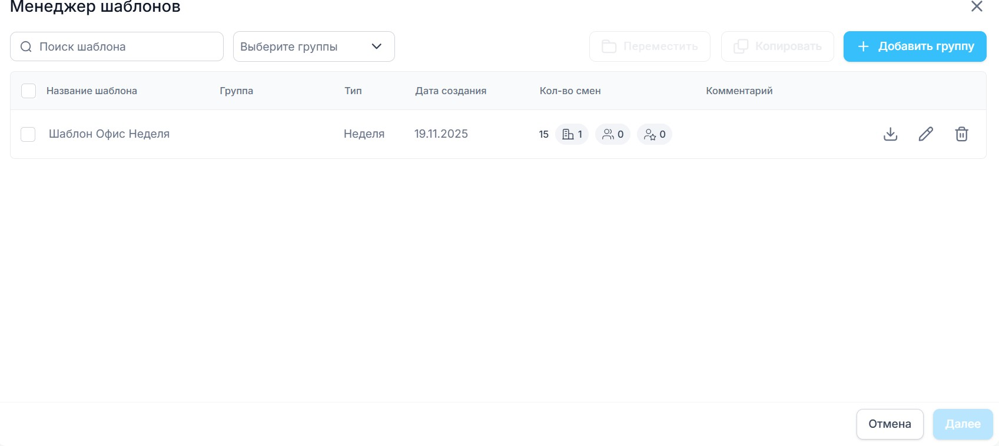 Менеджер шаблонов
Поиск шаблона
Выберите группы
Переместить
Копировать
Добавить группу
Название шаблона Группа Тип Дата создания Кол-во смен Комментарий
Шаблон Офис Неделя Неделя 19.11.2025 15 1 0 0
Отмена
Далее